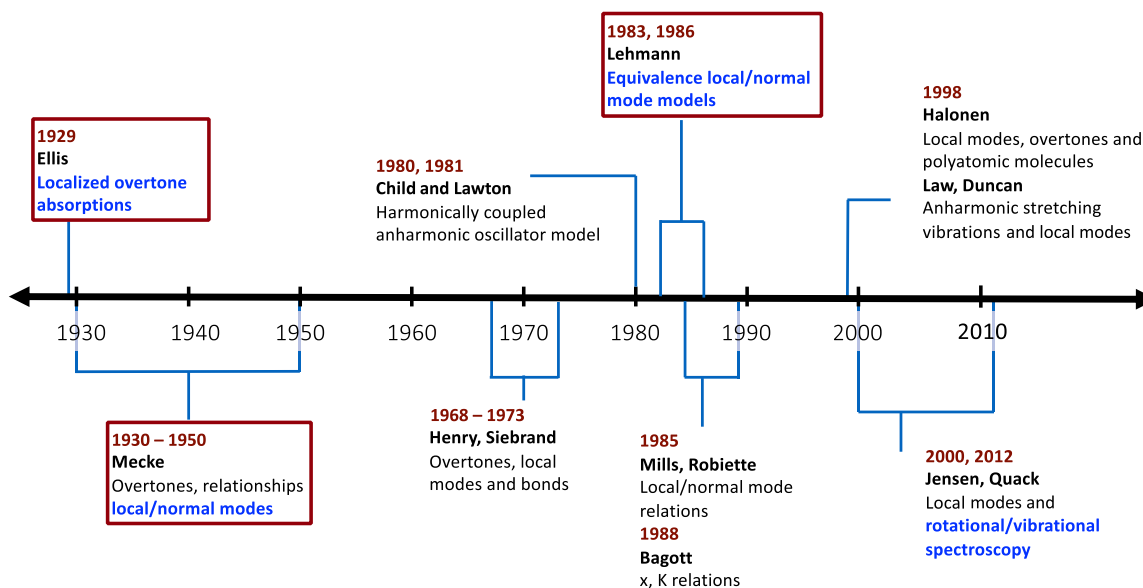 1983, 1986
Lehmann
Equivalence local/normal
mode models
1998
Halonen
Local modes, overtones and
polyatomic molecules
Law, Duncan
Anharmonic stretching
vibrations and local modes
1929
Ellis
Localized overtone
absorptions
1980, 1981
Child and Lawton
Harmonically coupled
anharmonic oscillator model
1930 1940 1950 1960 1970 1980 1990 2000 2010
1930 – 1950
Mecke
Overtones, relationships
local/normal modes
1968 – 1973
Henry, Siebrand
Overtones, local
modes and bonds
1985
Mills, Robiette
Local/normal mode
relations
1988
Bagott
x, K relations
2000, 2012
Jensen, Quack
Local modes and
rotational/vibrational
spectroscopy